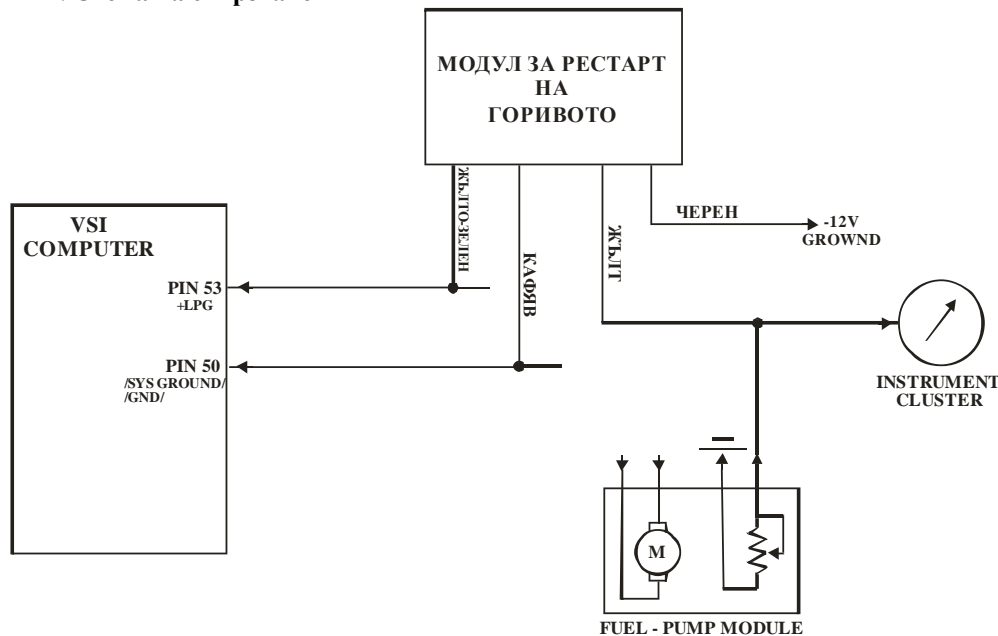 МОДУЛ ЗА РЕСТАРТ
НА
ГОРИВОТО
ЖЪЛТО-ЗЕЛЕН
КАФЯВ
ЖЪЛТ
ЧЕРЕН
-12V
GROWND
VSI
COMPUTER
PIN 53
+LPG
PIN 50
/SYS GROUND/
/GND/
INSTRUMENT
CLUSTER
M
FUEL - PUMP MODULE